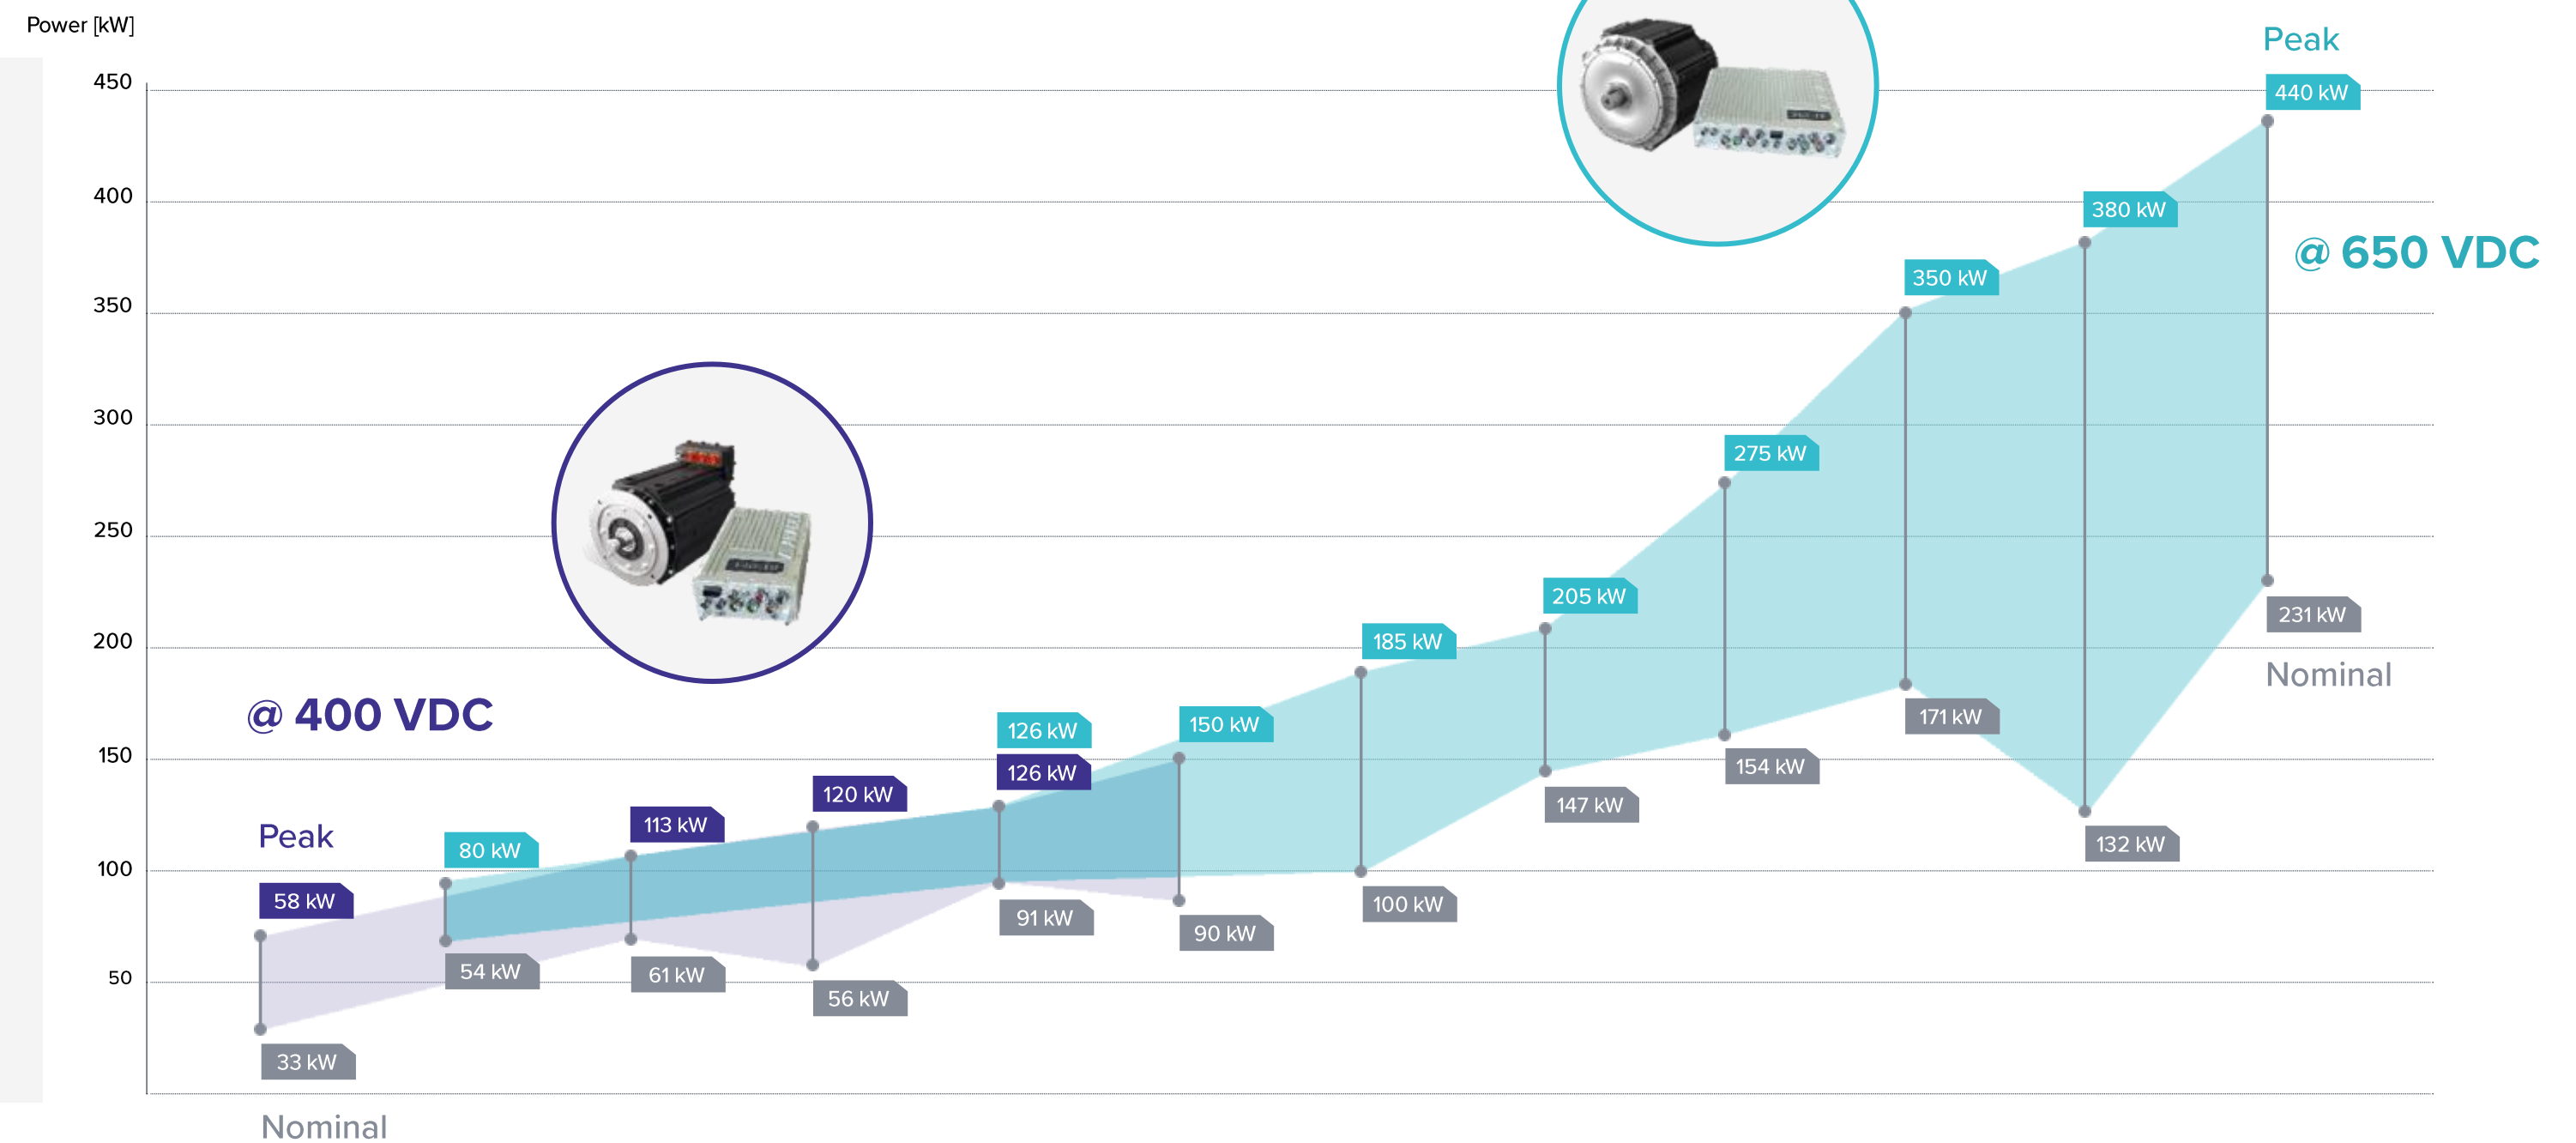 Power [kW]
Peak
450
440 kW
400
380 kW
@ 650 VDC
350 kW
350
300
275 kW
250
205 kW
231 kW
200
185 kW
Nominal
@ 400 VDC
126 kW
150 kW
150
126 kW
154 kW
171 kW
120 kW
147 kW
113 kW
Peak
80 kW
132 kW
100
58 kW
91 kW
100 kW
90 kW
50
54 kW
61 kW
56 kW
33 kW
Nominal